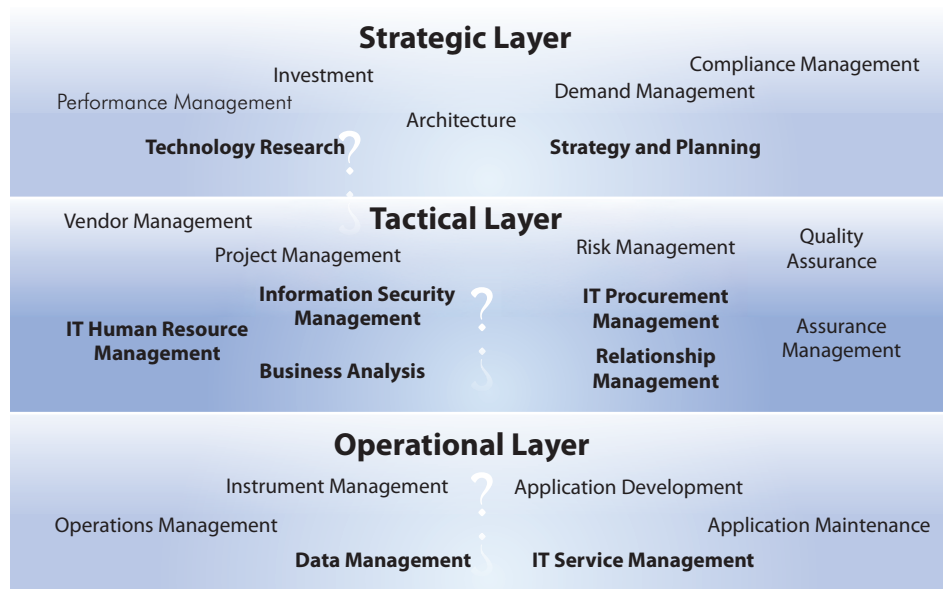 Strategic Layer
Investment
Compliance Management
Performance Management
Demand Management
Architecture
Technology Research
?
Strategy and Planning
Tactical Layer
Vendor Management
Project Management
Risk Management
Quality
Assurance
Information Security
Management
?
IT Procurement
Management
IT Human Resource
Management
Assurance
Management
Business Analysis
Relationship
Management
Operational Layer
Instrument Management
?
Application Development
Operations Management
Application Maintenance
Data Management
IT Service Management